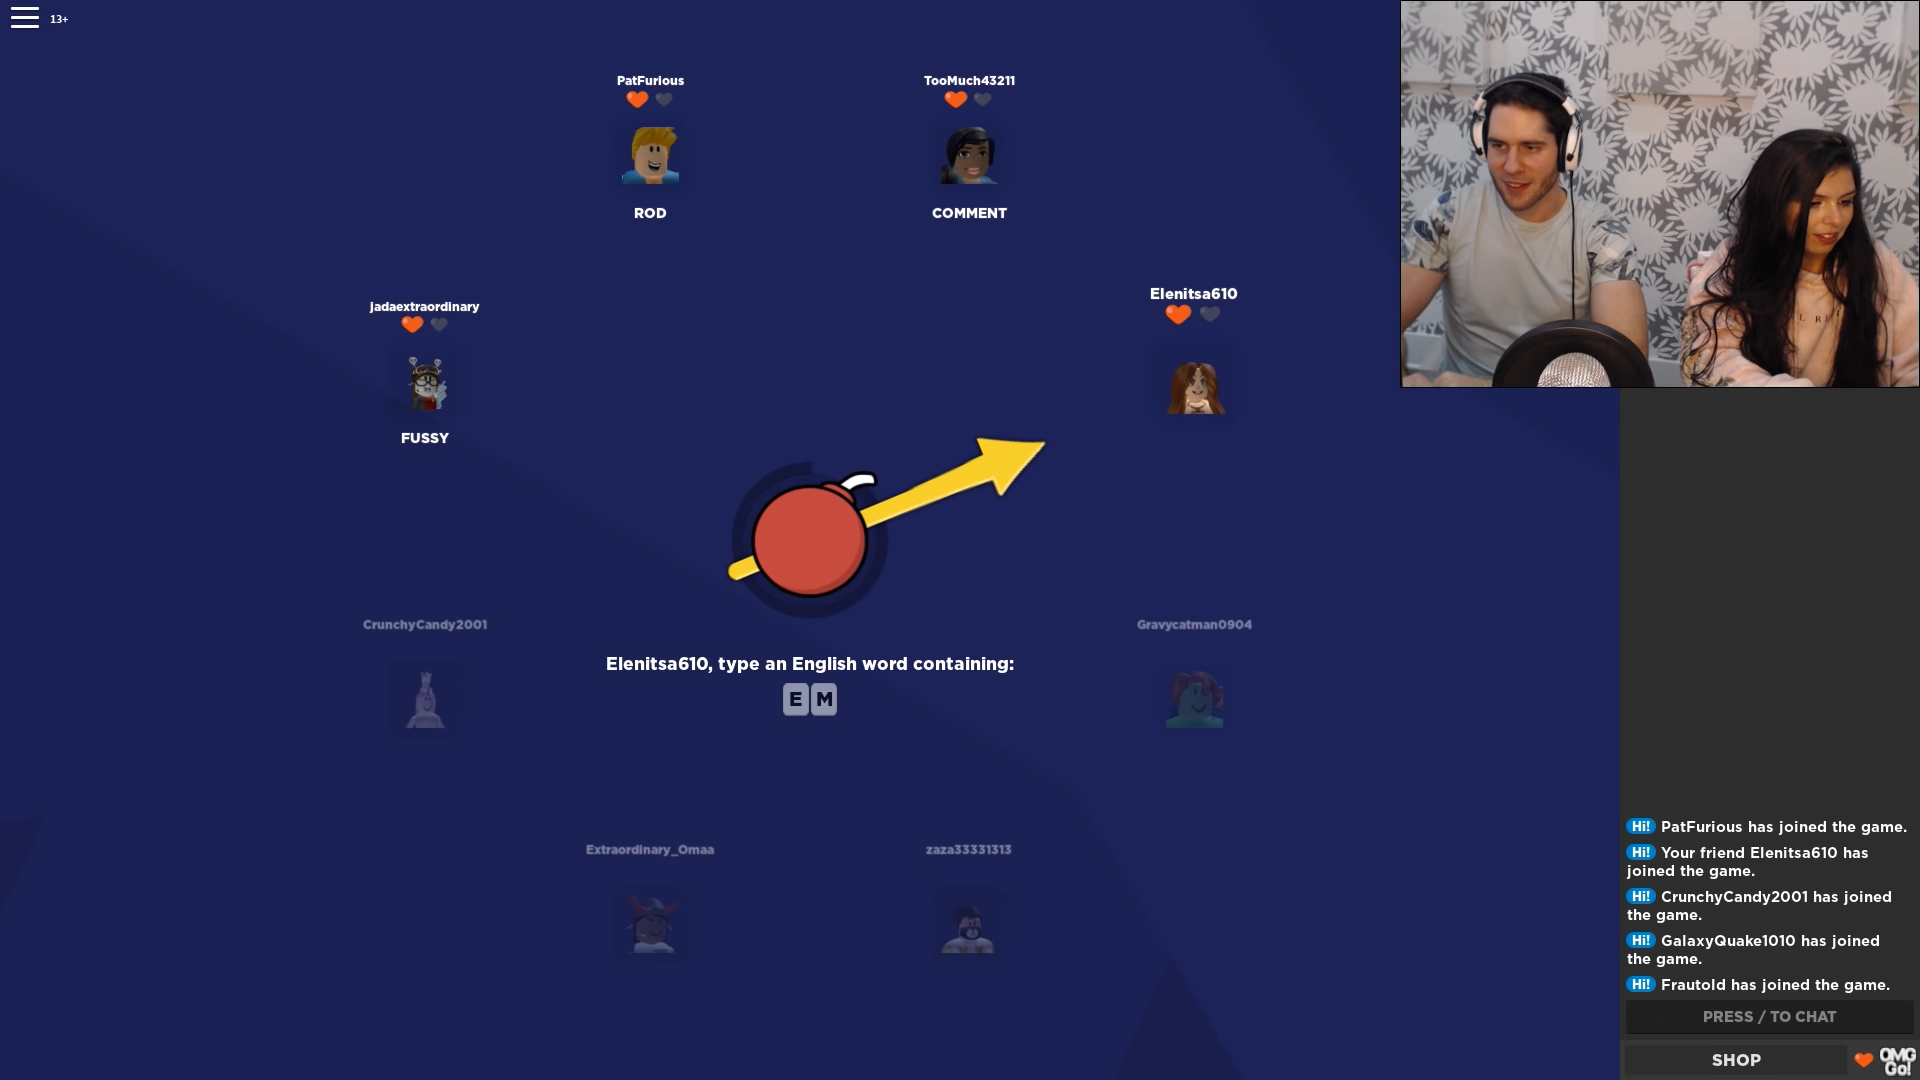 13+
PatFurious
TooMuch43211
ROD
COMMENT
jadaextraordinary
Elenitsa610
FUSSY
CrunchyCandy2001
Gravycatman0904
Elenitsa610, type an English word containing:
E M
Extraordinary_Omaa
zaza33331313
Hi! PatFurious has joined the game.
Hi! Your friend Elenitsa610 has
joined the game.
Hi! CrunchyCandy2001 has joined
the game.
Hi! GalaxyQuake1010 has joined
the game.
Hi! Frautold has joined the game.
PRESS / TO CHAT
SHOP
OMG
Go!